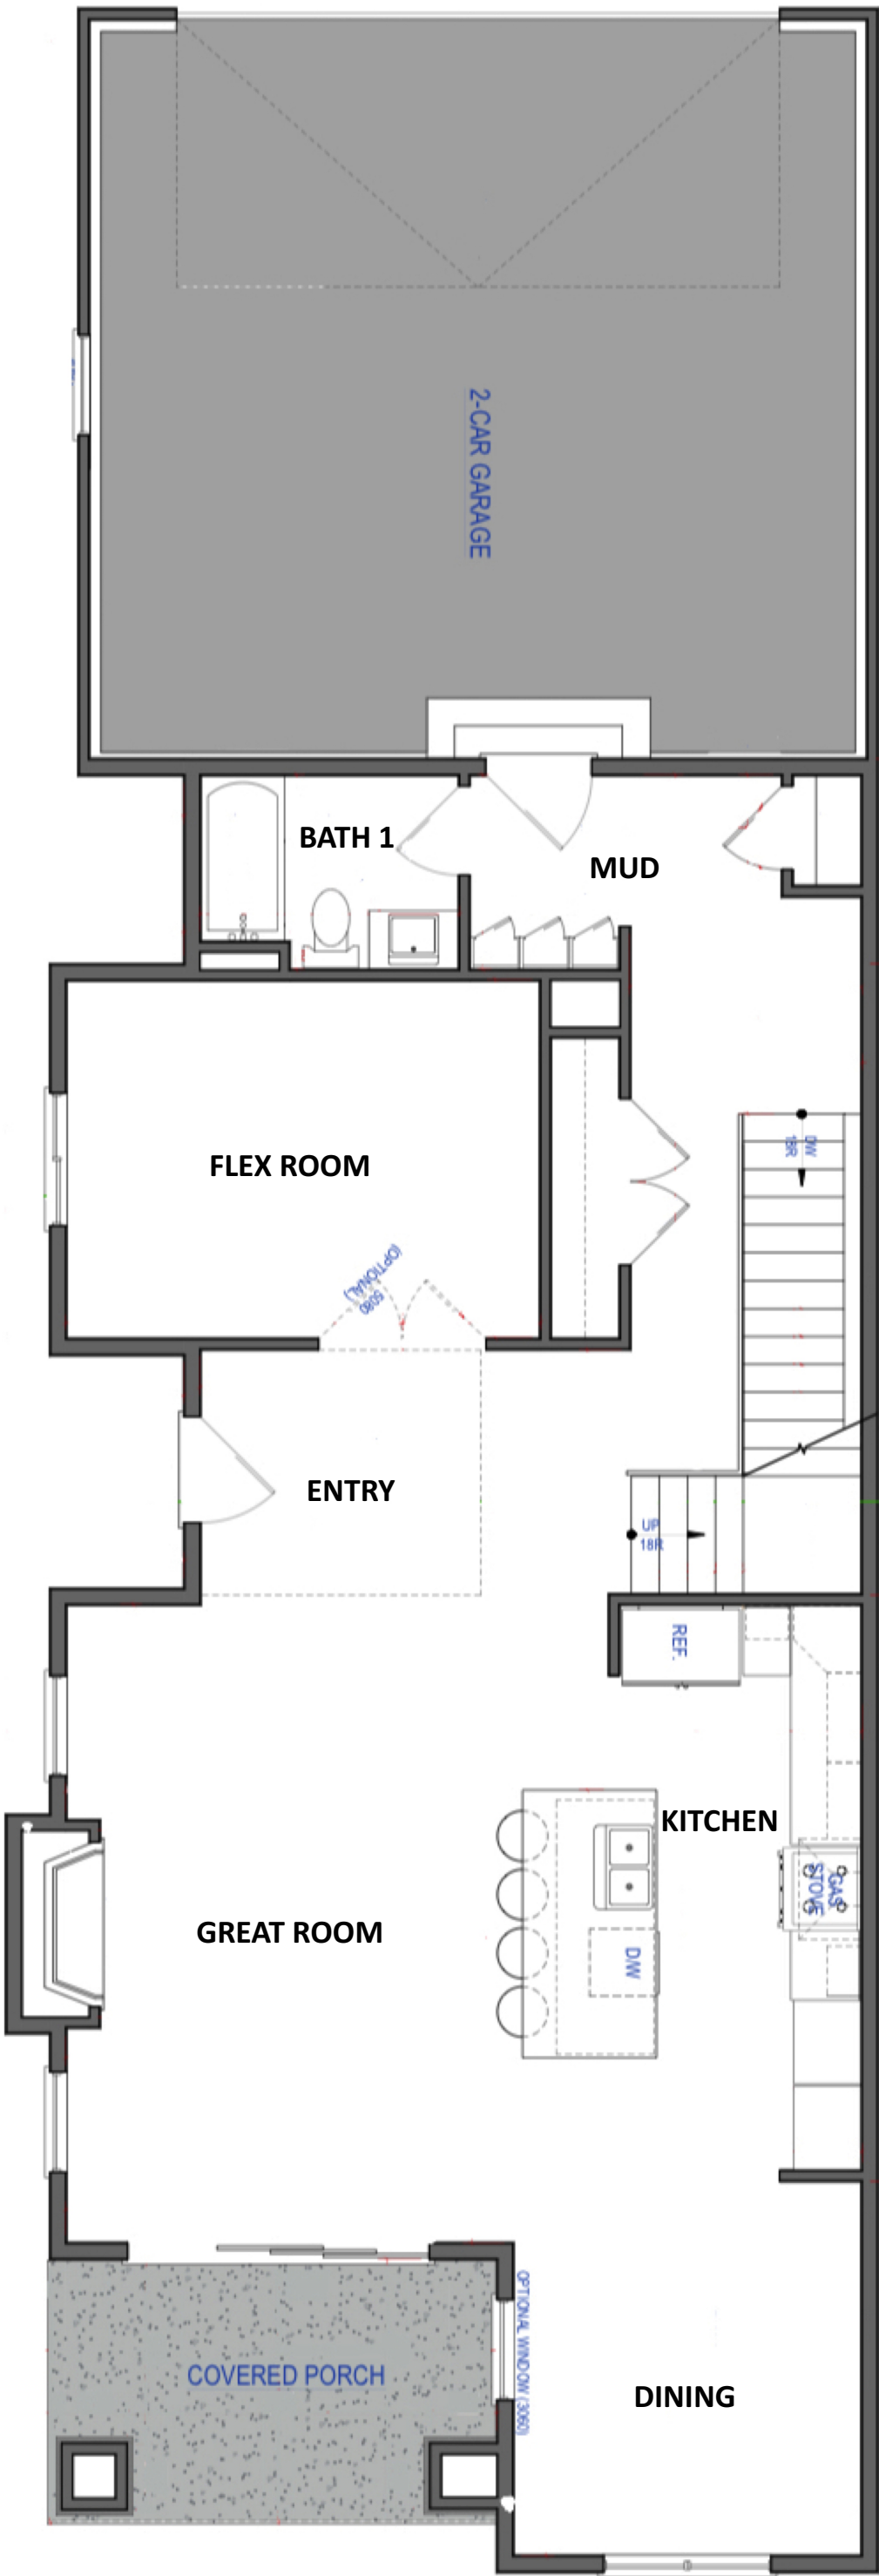 2-CAR GARAGE
BATH 1
MUD
DW
18R
FLEX ROOM
(OPTIONAL)
5080
ENTRY
UP
18R
REF.
KITCHEN
GAS
STOVE
GREAT ROOM
D/W
OPTIONAL WINDOW (3060)
COVERED PORCH
DINING